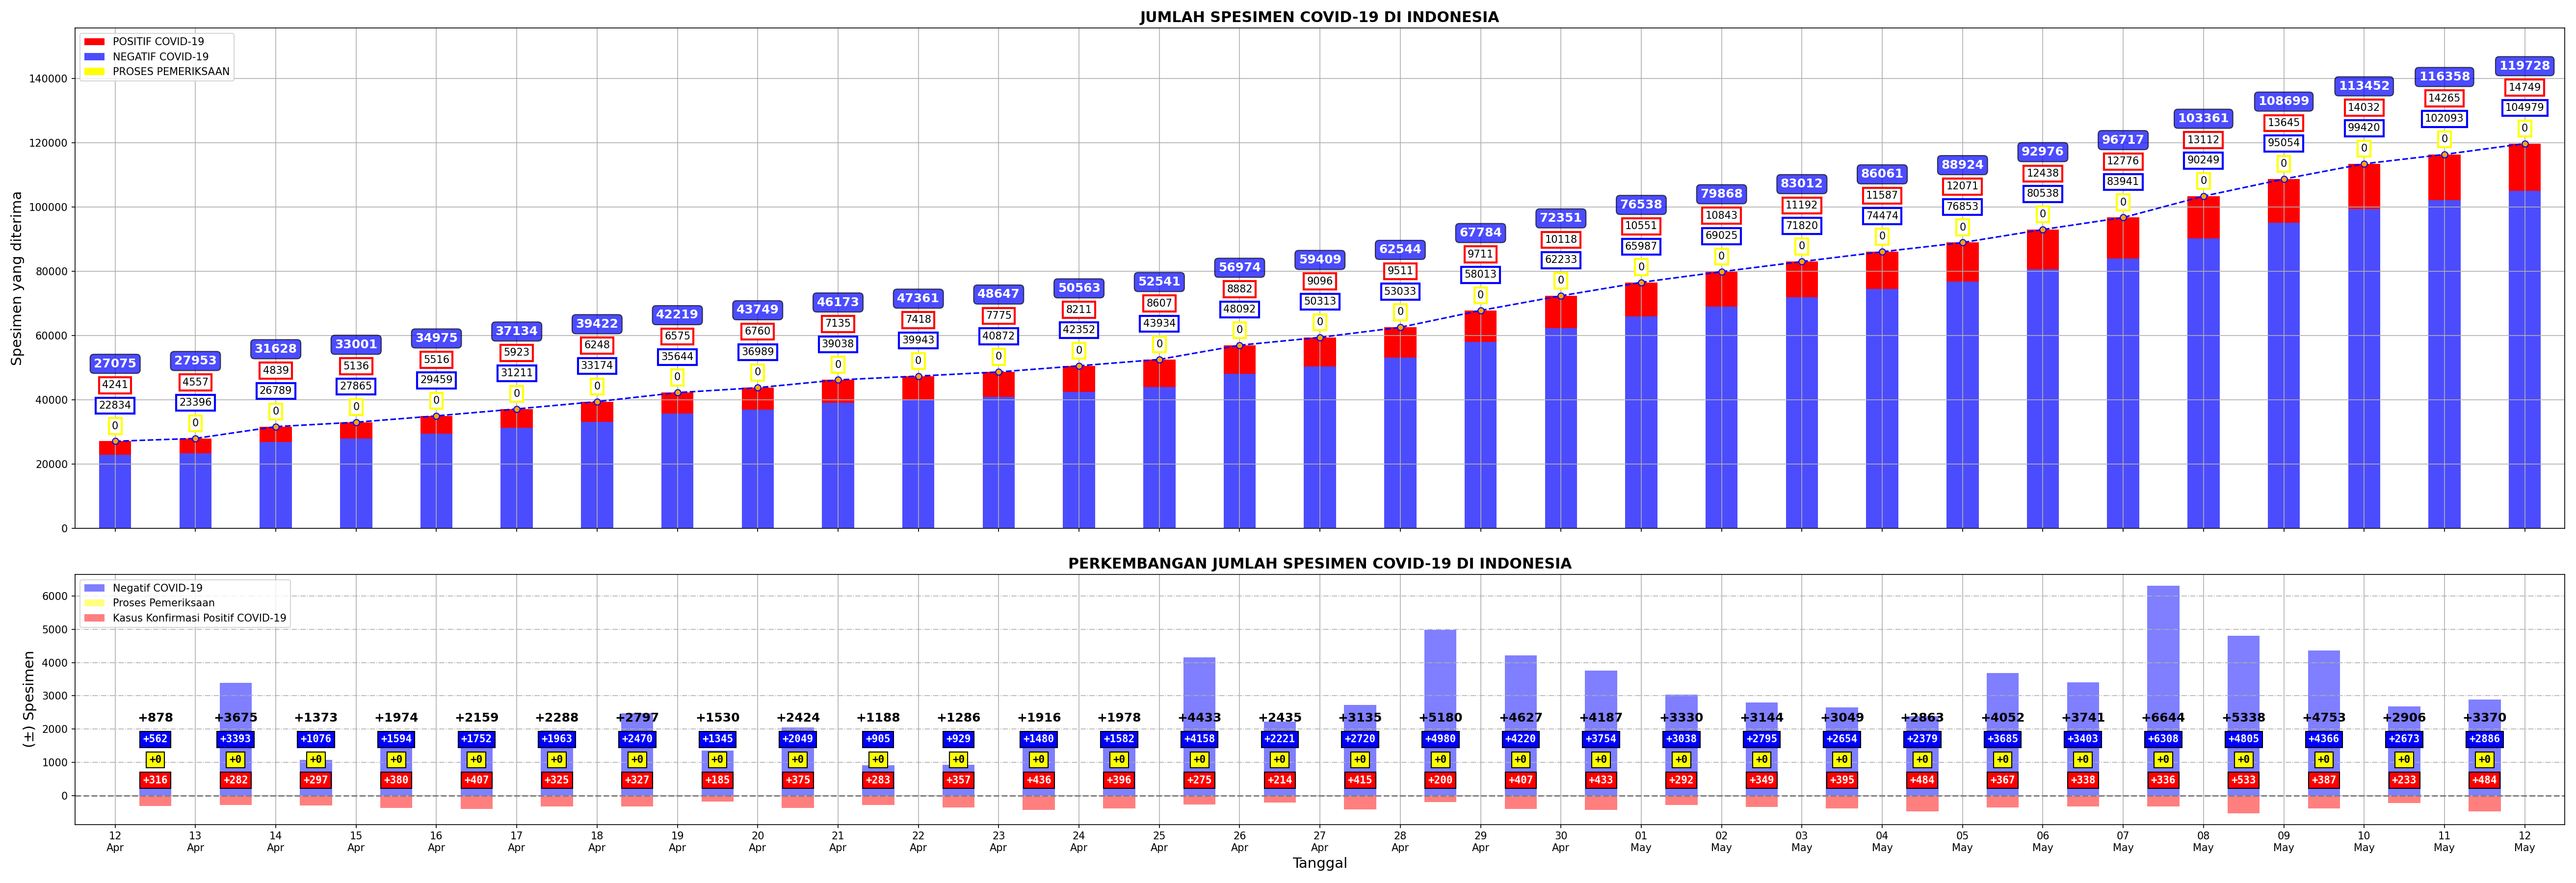 JUMLAH SPESIMEN COVID-19 DI INDONESIA
POSITIF COVID-19
NEGATIF COVID-19
PROSES PEMERIKSAAN
Spesimen yang diterima
140000
120000
100000
80000
60000
40000
20000
0
27075 27953 31628 33001 34975 37134 39422 42219 43749 46173 47361 48647 50563 52541 56974 59409 62544 67784 72351 76538 79868 83012 86061 88924 92976 96717 103361 108699 113452 116358 119728
4241 4557 4839 5136 5516 5923 6248 6575 6760 7135 7418 7775 8211 8607 8882 9096 9511 9711 10118 10551 10843 11192 11587 12071 12438 12776 13112 13645 14032 14265 14749
22834 23396 26789 27865 29459 31211 33174 35644 36989 39038 39943 40872 42352 43934 48092 50313 53033 58013 62233 65987 69025 71820 74474 76853 80538 83941 90249 95054 99420 102093 104979
0 0 0 0 0 0 0 0 0 0 0 0 0 0 0 0 0 0 0 0 0 0 0 0 0 0 0 0 0 0 0
PERKEMBANGAN JUMLAH SPESIMEN COVID-19 DI INDONESIA
Negatif COVID-19
Proses Pemeriksaan
Kasus Konfirmasi Positif COVID-19
(±) Spesimen
6000
5000
4000
3000
2000
1000
0
+878 +3675 +1373 +1974 +2159 +2288 +2797 +1530 +2424 +1188 +1286 +1916 +1978 +4433 +2435 +3135 +5180 +4627 +4187 +3330 +3144 +3049 +2863 +4052 +3741 +6644 +5338 +4753 +2906 +3370
+562 +3393 +1076 +1594 +1752 +1963 +2470 +1345 +2049 +905 +929 +1480 +1582 +4158 +2221 +2720 +4980 +4220 +3754 +3038 +2795 +2654 +2379 +3685 +3403 +6308 +4805 +4366 +2673 +2886
+0 +0 +0 +0 +0 +0 +0 +0 +0 +0 +0 +0 +0 +0 +0 +0 +0 +0 +0 +0 +0 +0 +0 +0 +0 +0 +0 +0 +0 +0
+316 +282 +297 +380 +407 +325 +327 +185 +375 +283 +357 +436 +396 +275 +214 +415 +200 +407 +433 +292 +349 +395 +484 +367 +338 +336 +533 +387 +233 +484
12 13 14 15 16 17 18 19 20 21 22 23 24 25 26 27 28 29 30 01 02 03 04 05 06 07 08 09 10 11 12
Apr Apr Apr Apr Apr Apr Apr Apr Apr Apr Apr Apr Apr Apr Apr Apr Apr Apr Apr May May May May May May May May May May May May
Tanggal